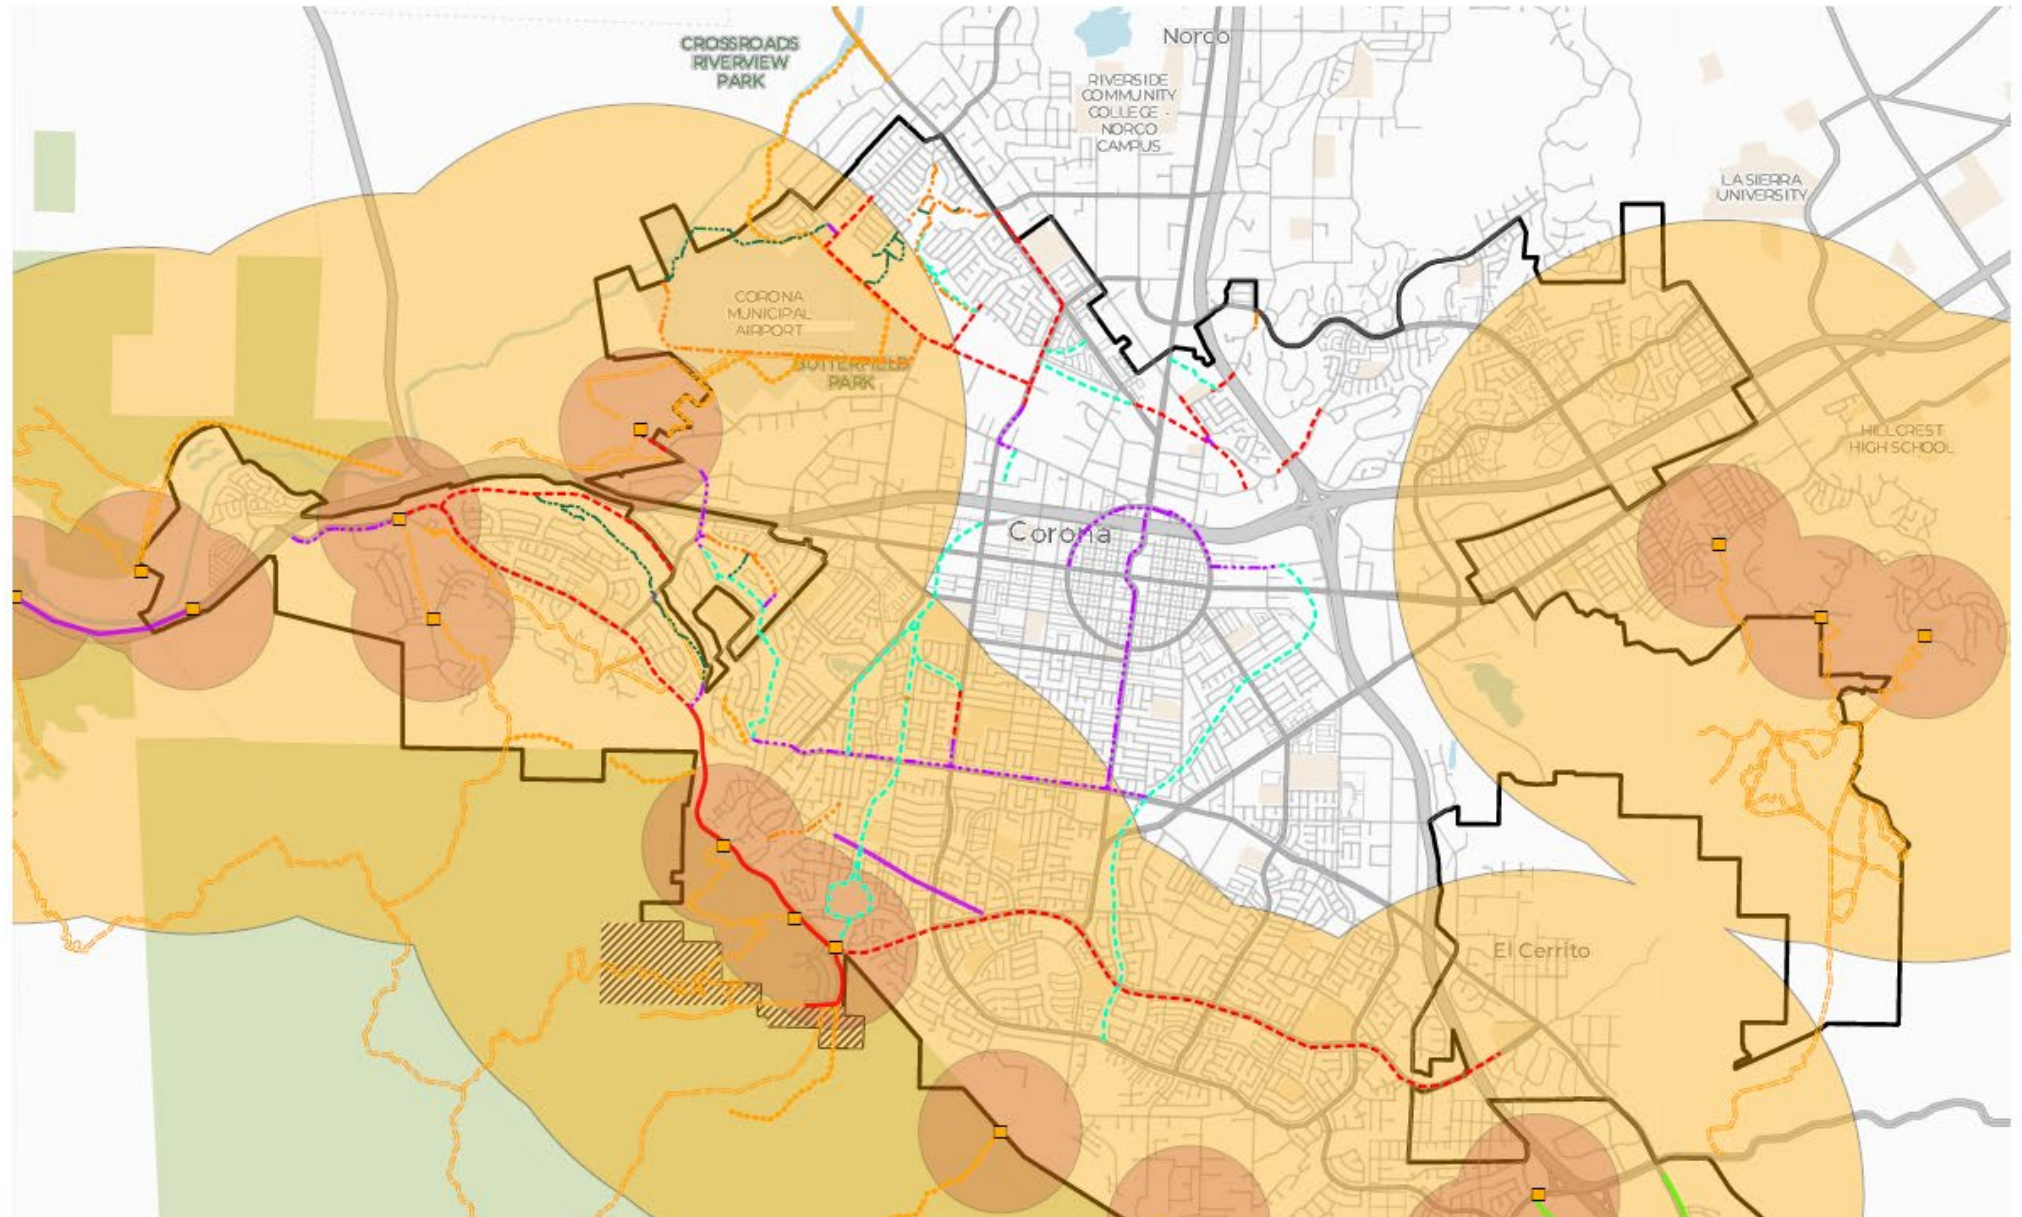 CROSSROADS
RIVERVIEW
PARK
Norco
RIVERSIDE
COMMUNITY
COLLEGE -
NORCO
CAMPUS
LA SIERRA
UNIVERSITY
CORONA
MUNICIPAL
AIRPORT
BUTTERFIELD
PARK
HILLCREST
HIGH SCHOOL
Corona
El Cerrito